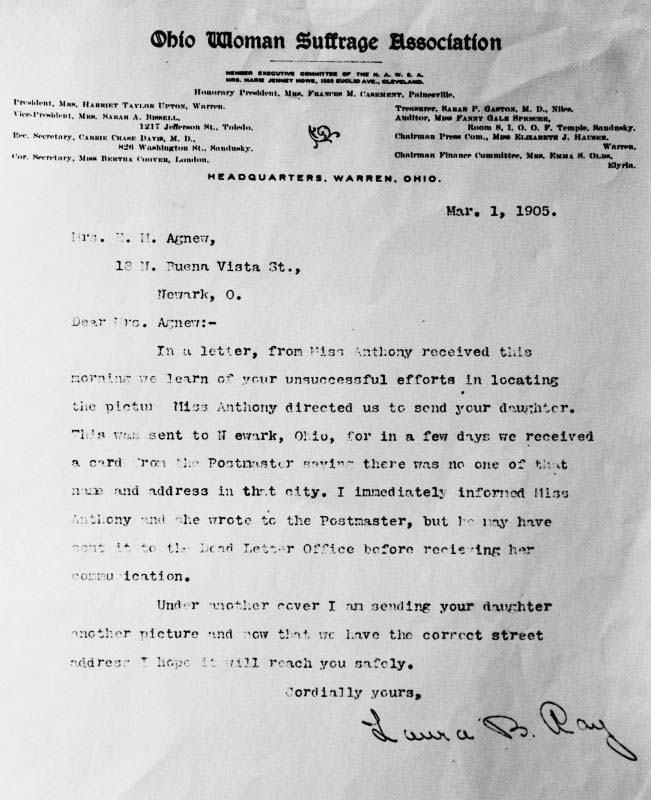 Ohio Woman Suffrage Association
MEMBER EXECUTIVE COMMITTEE OF THE N. A. W. S. A.
MRS. MARIE JENNEY HOWE, EUCLID AVE., CLEVELAND.
Honorary President, Mrs. Frances M. Casement, Painesville.
President, Mrs. Harriet Taylor Upton, Warren.
Vice-President, Mrs. Sarah A. Bissell,
1217 Jefferson St., Toledo.
Rec. Secretary, Carrie Chase Davis, M. D.,
826 Washington St., Sandusky.
Cor. Secretary, Miss Bertha Coover, London.
Treasurer, Sarah P. Gaston, M. D., Niles.
Auditor, Miss Fanny Gale Spencer,
Room 8, I. O. O. F. Temple, Sandusky.
Chairman Press Com., Miss Elizabeth J. Hauser,
Warren.
Chairman Finance Committee, Mrs. Emma S. Olds,
Elyria.
HEADQUARTERS, WARREN, OHIO.
Mar. 1, 1905.
Mrs. M. Agnew,
N. Buena Vista St.,
Newark, O.
Dear Mrs. Agnew:-
In a letter, from Miss Anthony received this
morning we learn of your unsuccessful efforts in locating
the picture Miss Anthony directed us to send your daughter.
This was sent to N ewark, Ohio, for in a few days we received
a card from the Postmaster saying there was no one of that
name and address in that city. I immediately informed Miss
Anthony and she wrote to the Postmaster, but he may have
sent it to the Dead Letter Office before recieving her
communication.
Under another cover I am sending your daughter
another picture and now that we have the correct street
address I hope it will reach you safely.
Cordially yours,
Laura B. Ray